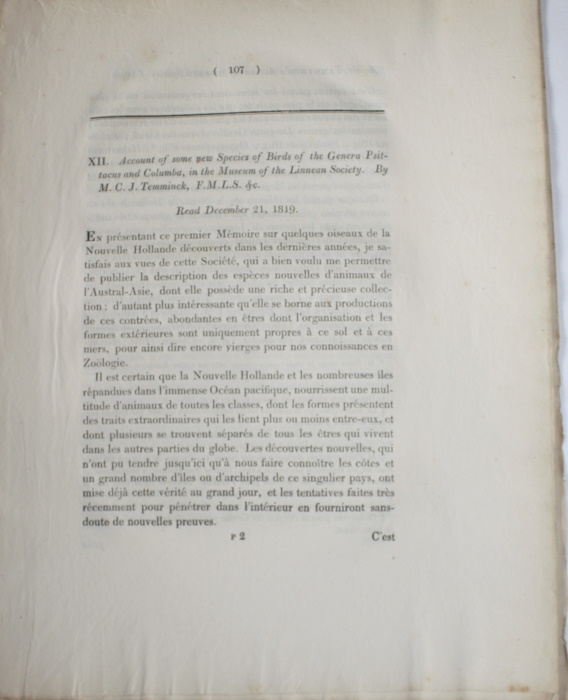 ( 107 )
XII. Account of some new Species of Birds of the Genera Psit-
tacus and Columba, in the Museum of the Linnean Society. By
M. C. J. Temminck, F.M.L.S. &c.
Read December 21, 1819.
En présentant ce premier Mémoire sur quelques oiseaux de la
Nouvelle Hollande découverts dans les dernières années, je sa-
tisfais aux vues de cette Société, qui a bien voulu me permettre
de publier la description des espèces nouvelles d'animaux de
l'Austral-Asie, dont elle possède une riche et précieuse collec-
tion; d'autant plus intéressante qu'elle se borne aux productions
de ces contrées, abondantes en êtres dont l'organisation et les
formes extérieures sont uniquement propres à ce sol et à ces
mers, pour ainsi dire encore vierges pour nos connoissances en
Zoölogie.
Il est certain que la Nouvelle Hollande et les nombreuses iles
répandues dans l'immense Océan pacifique, nourrissent une mul-
titude d'animaux de toutes les classes, dont les formes présentent
des traits extraordinaires qui les lient plus ou moins entre-eux, et
dont plusieurs se trouvent séparés de tous les êtres qui vivent
dans les autres parties du globe. Les découvertes nouvelles, qui
n'ont pu tendre jusqu'ici qu'à nous faire connoître les côtes et
un grand nombre d'iles ou d'archipels de ce singulier pays, ont
mise déjà cette vérité au grand jour, et les tentatives faites très
récemment pour pénétrer dans l'intérieur en fourniront sans-
doute de nouvelles preuves.
P 2 C'est